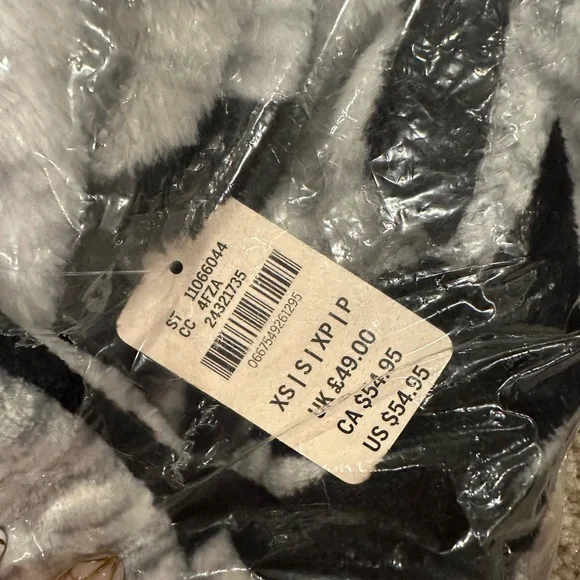 ST 11066044
CC 4FZA
24321735
0667549261295
XS | S | XP | P
UK £49.00
CA $54.95
US $54.95